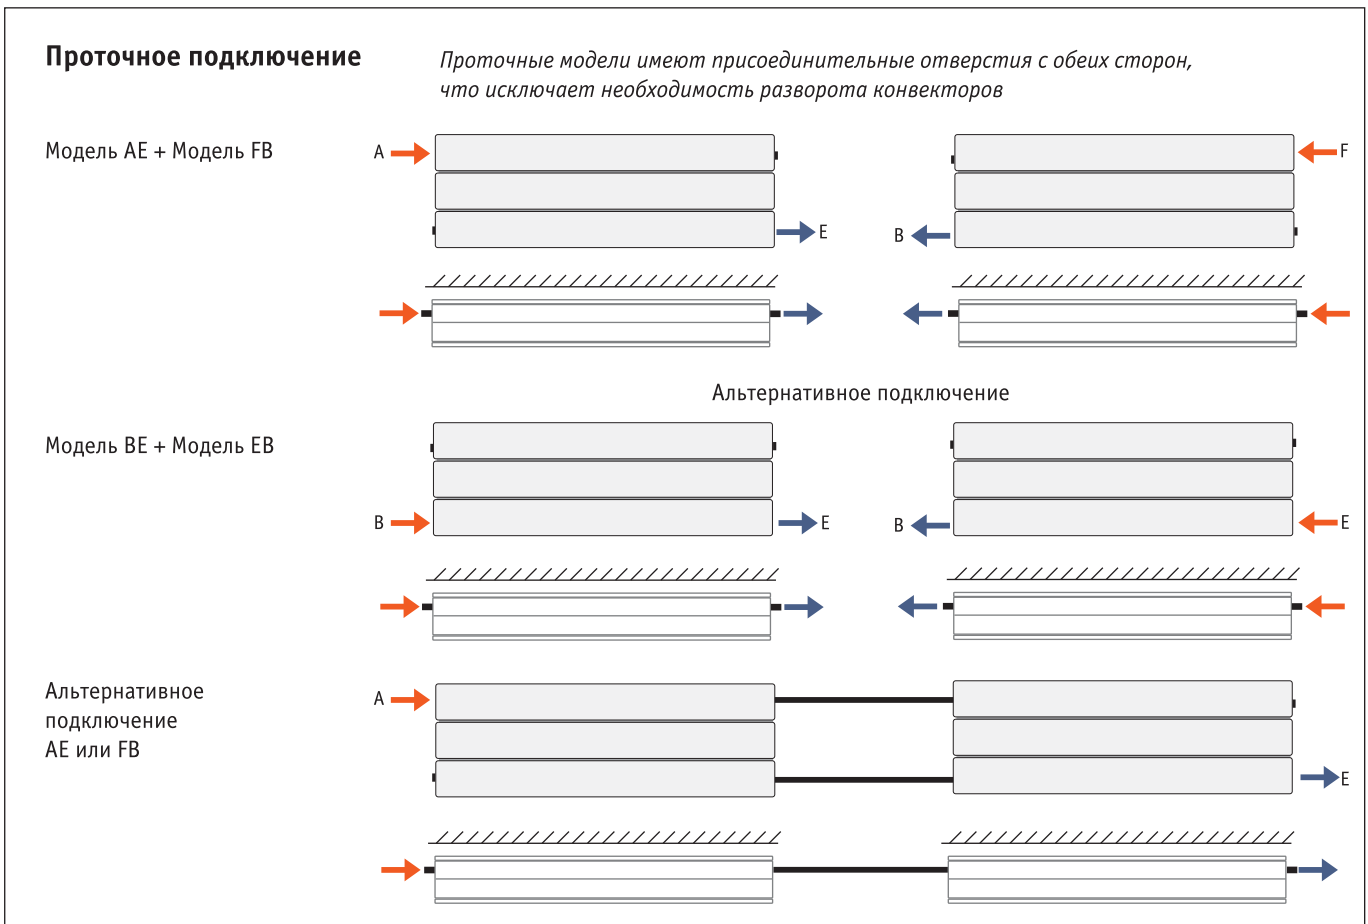 Проточное подключение
Проточные модели имеют присоединительные отверстия с обеих сторон,
что исключает необходимость разворота конвекторов
Модель AE + Модель FB
A
F
E
B
Альтернативное подключение
Модель BE + Модель EB
B
E
B
E
Альтернативное
подключение
AE или FB
A
E